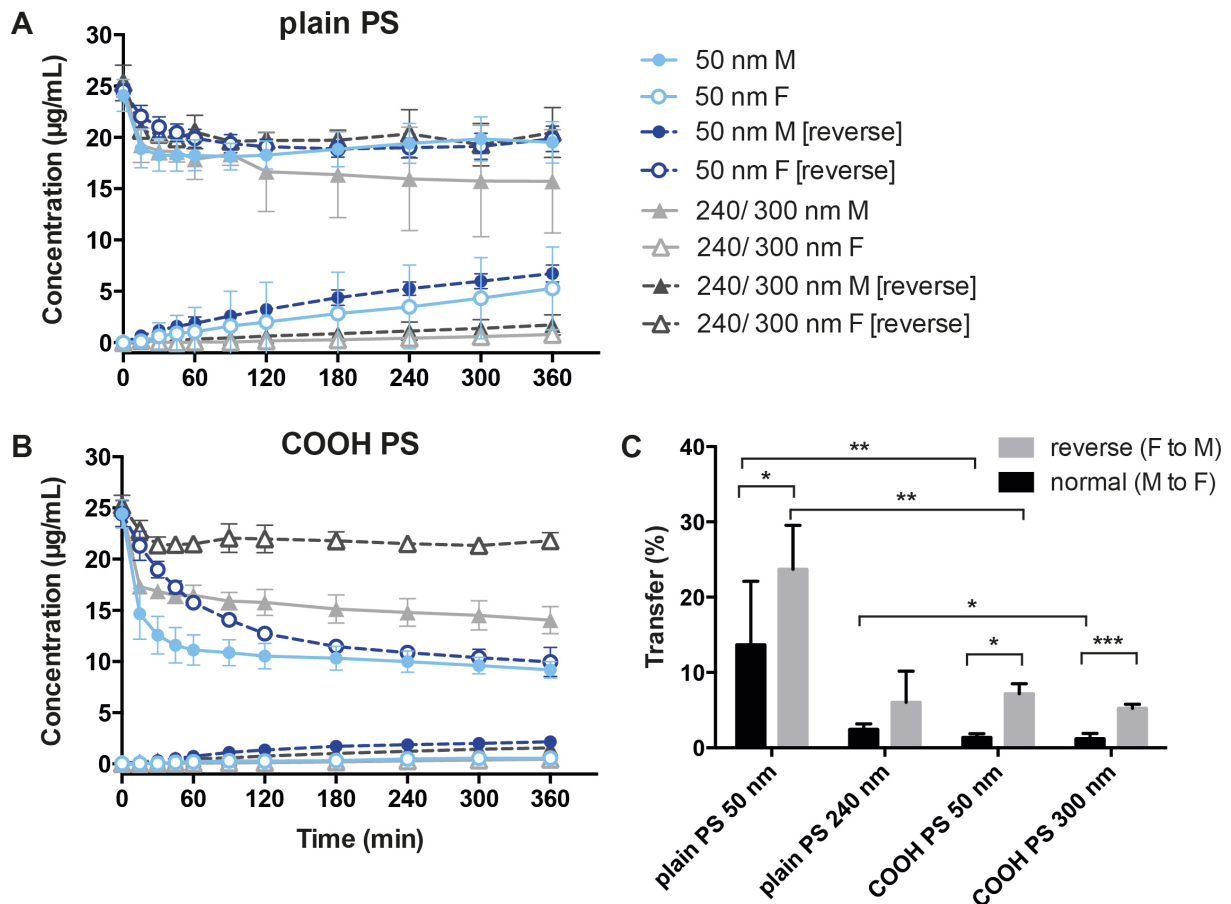 A
plain PS
Concentration (µg/mL)
30
25
20
15
10
5
0
0 60 120 180 240 300 360
50 nm M
50 nm F
50 nm M [reverse]
50 nm F [reverse]
240/ 300 nm M
240/ 300 nm F
240/ 300 nm M [reverse]
240/ 300 nm F [reverse]
B
COOH PS
Concentration (µg/mL)
30
25
20
15
10
5
0
0 60 120 180 240 300 360
Time (min)
C
reverse (F to M)
normal (M to F)
Transfer (%)
40
30
20
10
0
**
*
**
*
*
***
plain PS 50 nm
plain PS 240 nm
COOH PS 50 nm
COOH PS 300 nm